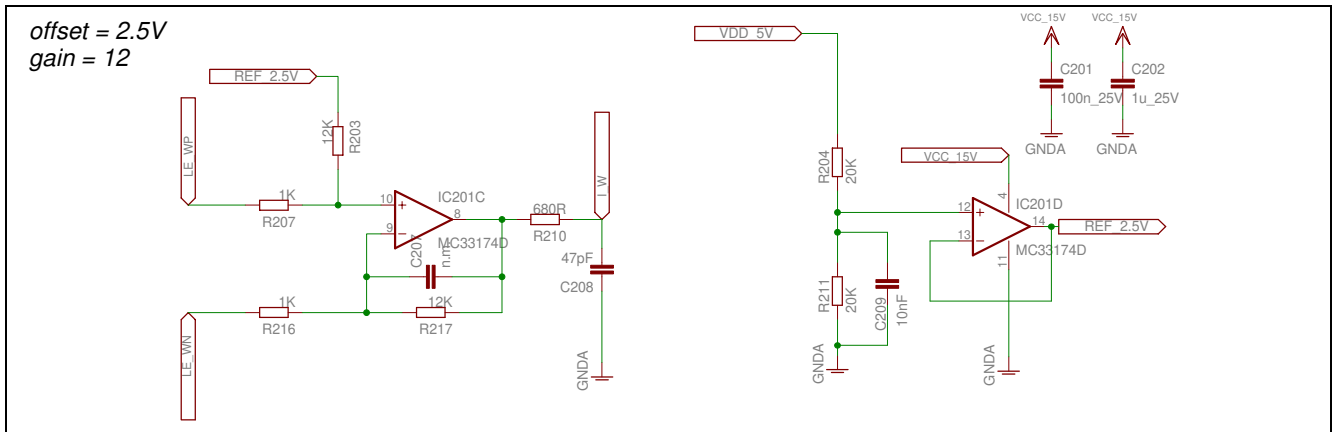 offset = 2.5V
gain = 12
REF_2.5V
LE_WP
12K
R203
1K
R207
10
9
IC201C
8
MC33174D
C207
n.m.
680R
R210
I_W
47pF
C208
GNDA
1K
R216
12K
R217
LE_WN
VDD_5V
R204
20K
R211
20K
C209
10nF
GNDA
VCC_15V
4
12
13
IC201D
14
MC33174D
11
REF_2.5V
GNDA
VCC_15V
VCC_15V
C201
100n_25V
GNDA
C202
1u_25V
GNDA